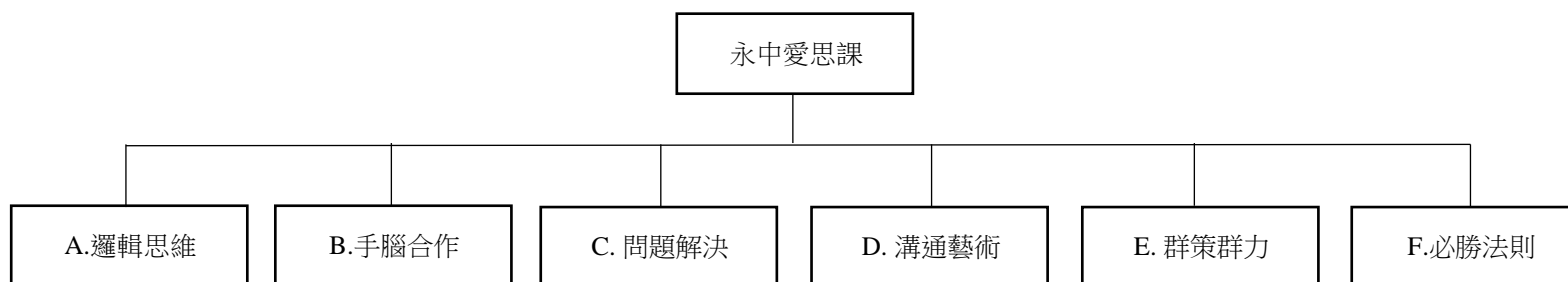 永中愛思課
A.邏輯思維
B.手腦合作
C. 問題解決
D. 溝通藝術
E. 群策群力
F.必勝法則